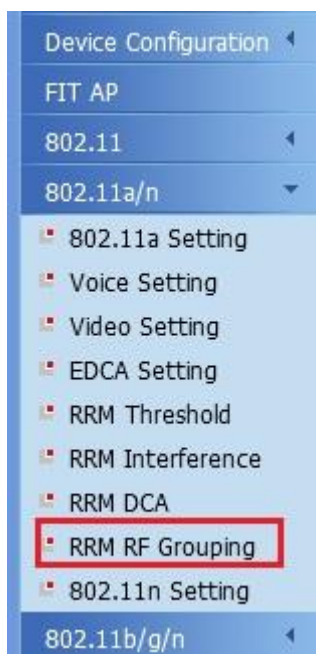 Device Configuration
FIT AP
802.11
802.11a/n
802.11a Setting
Voice Setting
Video Setting
EDCA Setting
RRM Threshold
RRM Interference
RRM DCA
RRM RF Grouping
802.11n Setting
802.11b/g/n